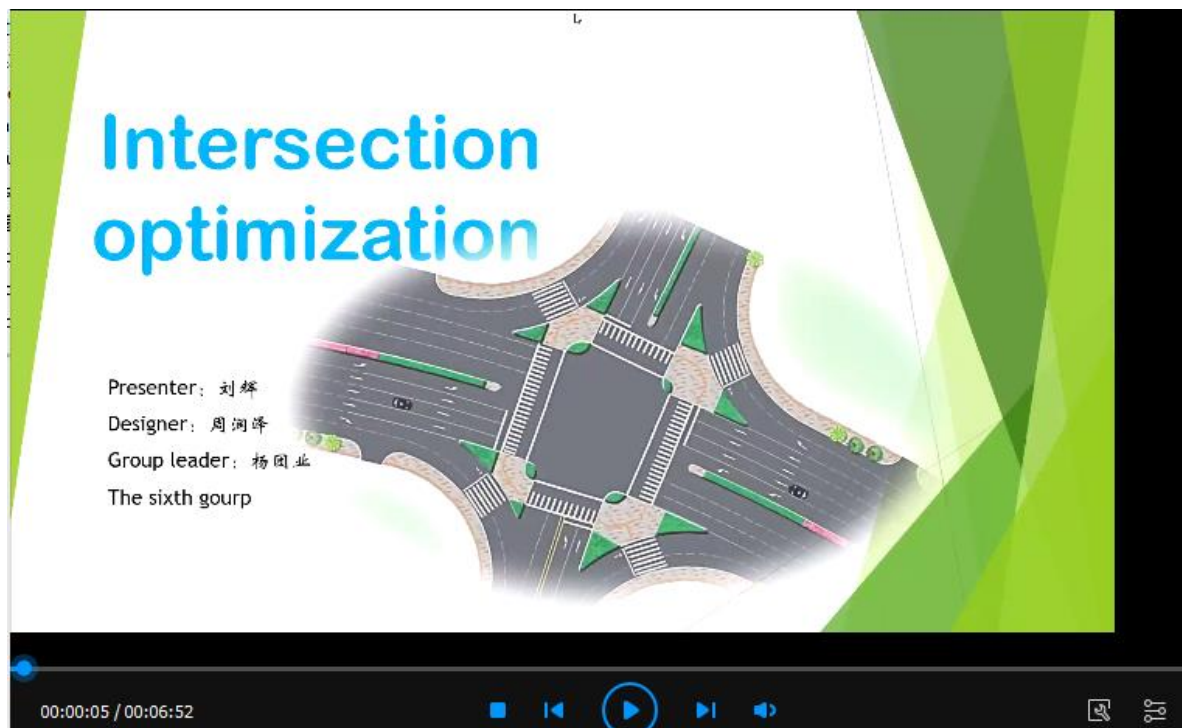 Intersection
optimization
Presenter：刘辉
Designer：周润泽
Group leader：杨国业
The sixth gourp
00:00:05 / 00:06:52